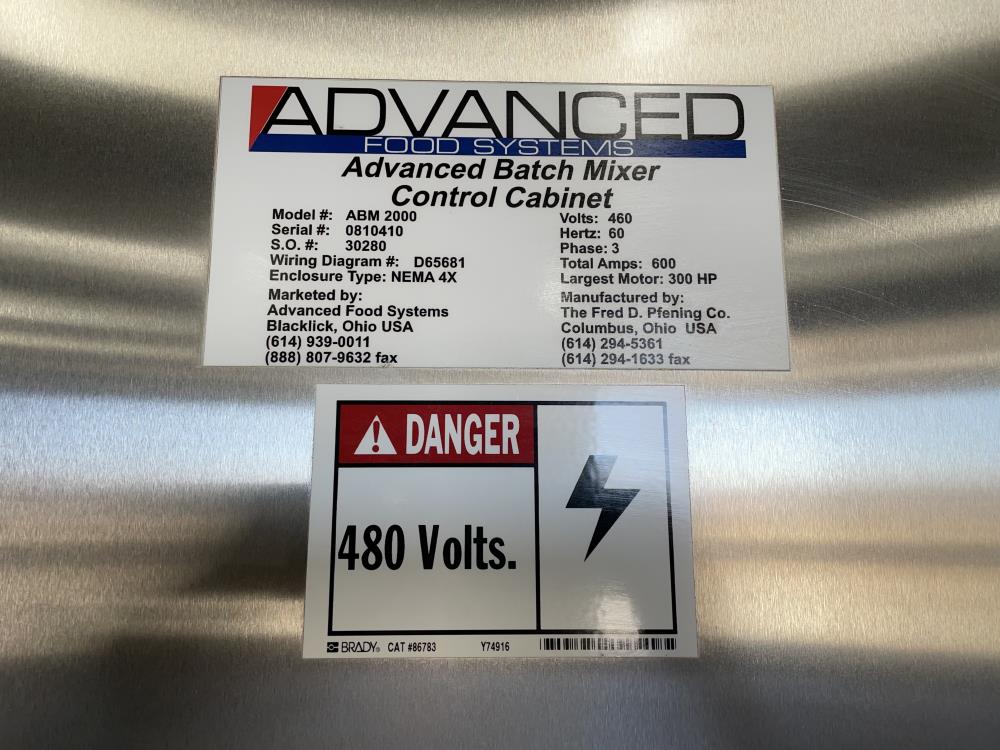 ADVANCED
FOOD SYSTEMS
Advanced Batch Mixer
Control Cabinet
Model #: ABM 2000
Serial #: 0810410
S.O. #: 30280
Wiring Diagram #: D65681
Enclosure Type: NEMA 4X
Marketed by:
Advanced Food Systems
Blacklick, Ohio USA
(614) 939-0011
(888) 807-9632 fax
Volts: 460
Hertz: 60
Phase: 3
Total Amps: 600
Largest Motor: 300 HP
Manufactured by:
The Fred D. Pfening Co.
Columbus, Ohio USA
(614) 294-5361
(614) 294-1633 fax
DANGER
480 Volts.
BRADY® CAT #86783 Y74916